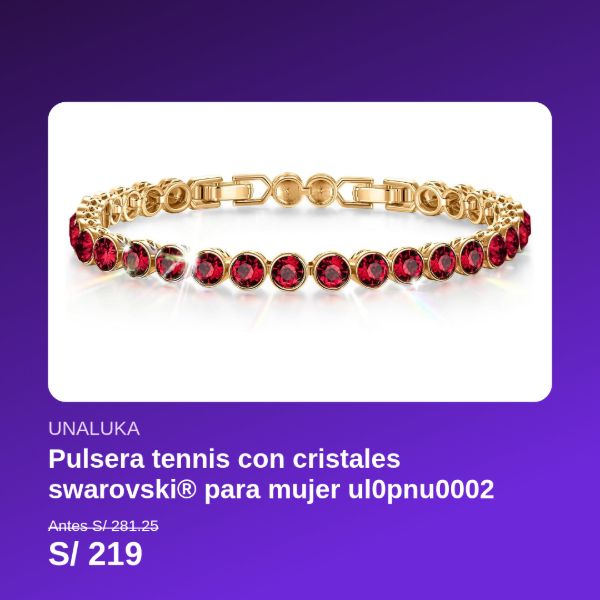 UNALUKA
Pulsera tennis con cristales
swarovski® para mujer ul0pnu0002
Antes S/ 281.25
S/ 219